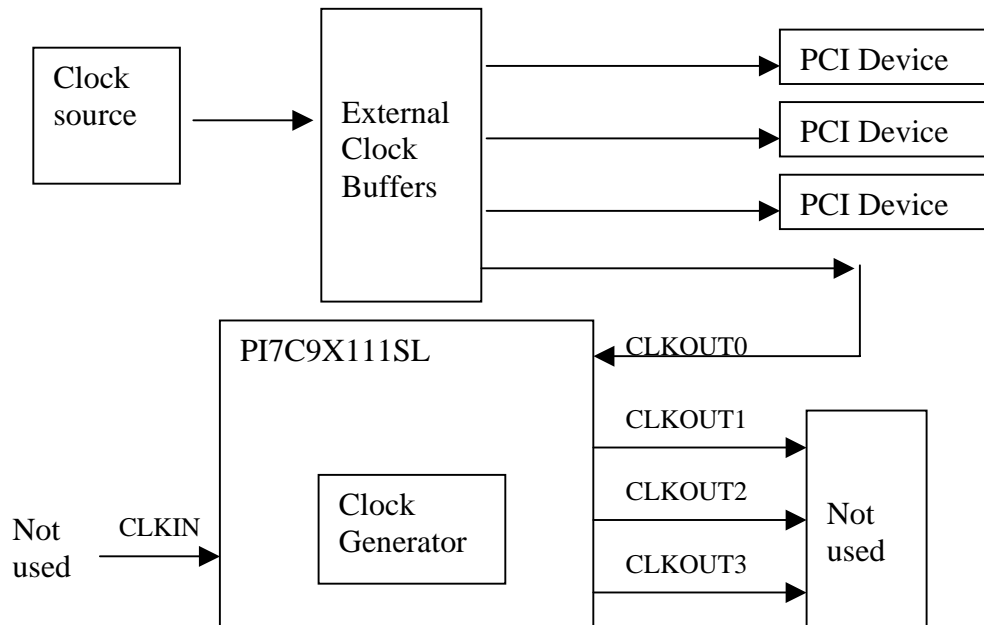 Clock
source
External
Clock
Buffers
PCI Device
PCI Device
PCI Device
PI7C9X111SL
CLKOUT0
CLKOUT1
CLKOUT2
CLKOUT3
Clock
Generator
Not
used
CLKIN
Not
used